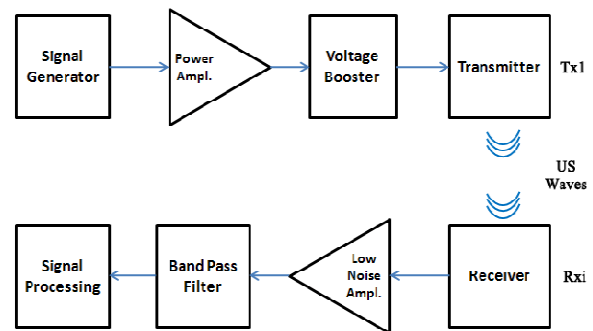 Signal
Generator
Power
Ampl.
Voltage
Booster
Transmitter
Tx1
US
Waves
Signal
Processing
Band Pass
Filter
Low
Noise
Ampl.
Receiver
Rxi